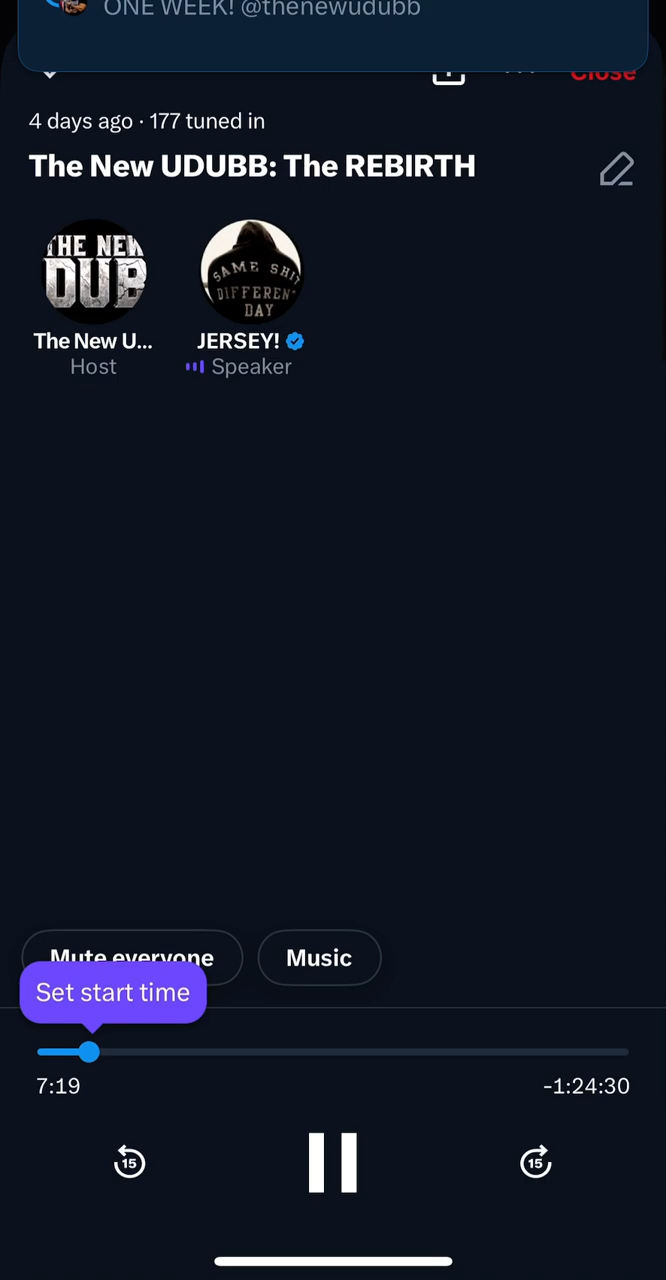 ONE WEEK! @thenewudubb
Close
4 days ago · 177 tuned in
The New UDUBB: The REBIRTH
THE NEW
DUB
SAME SHIT
DIFFERENT
DAY
The New U...
JERSEY!
Host
Speaker
Mute everyone
Music
Set start time
7:19
-1:24:30
15
15